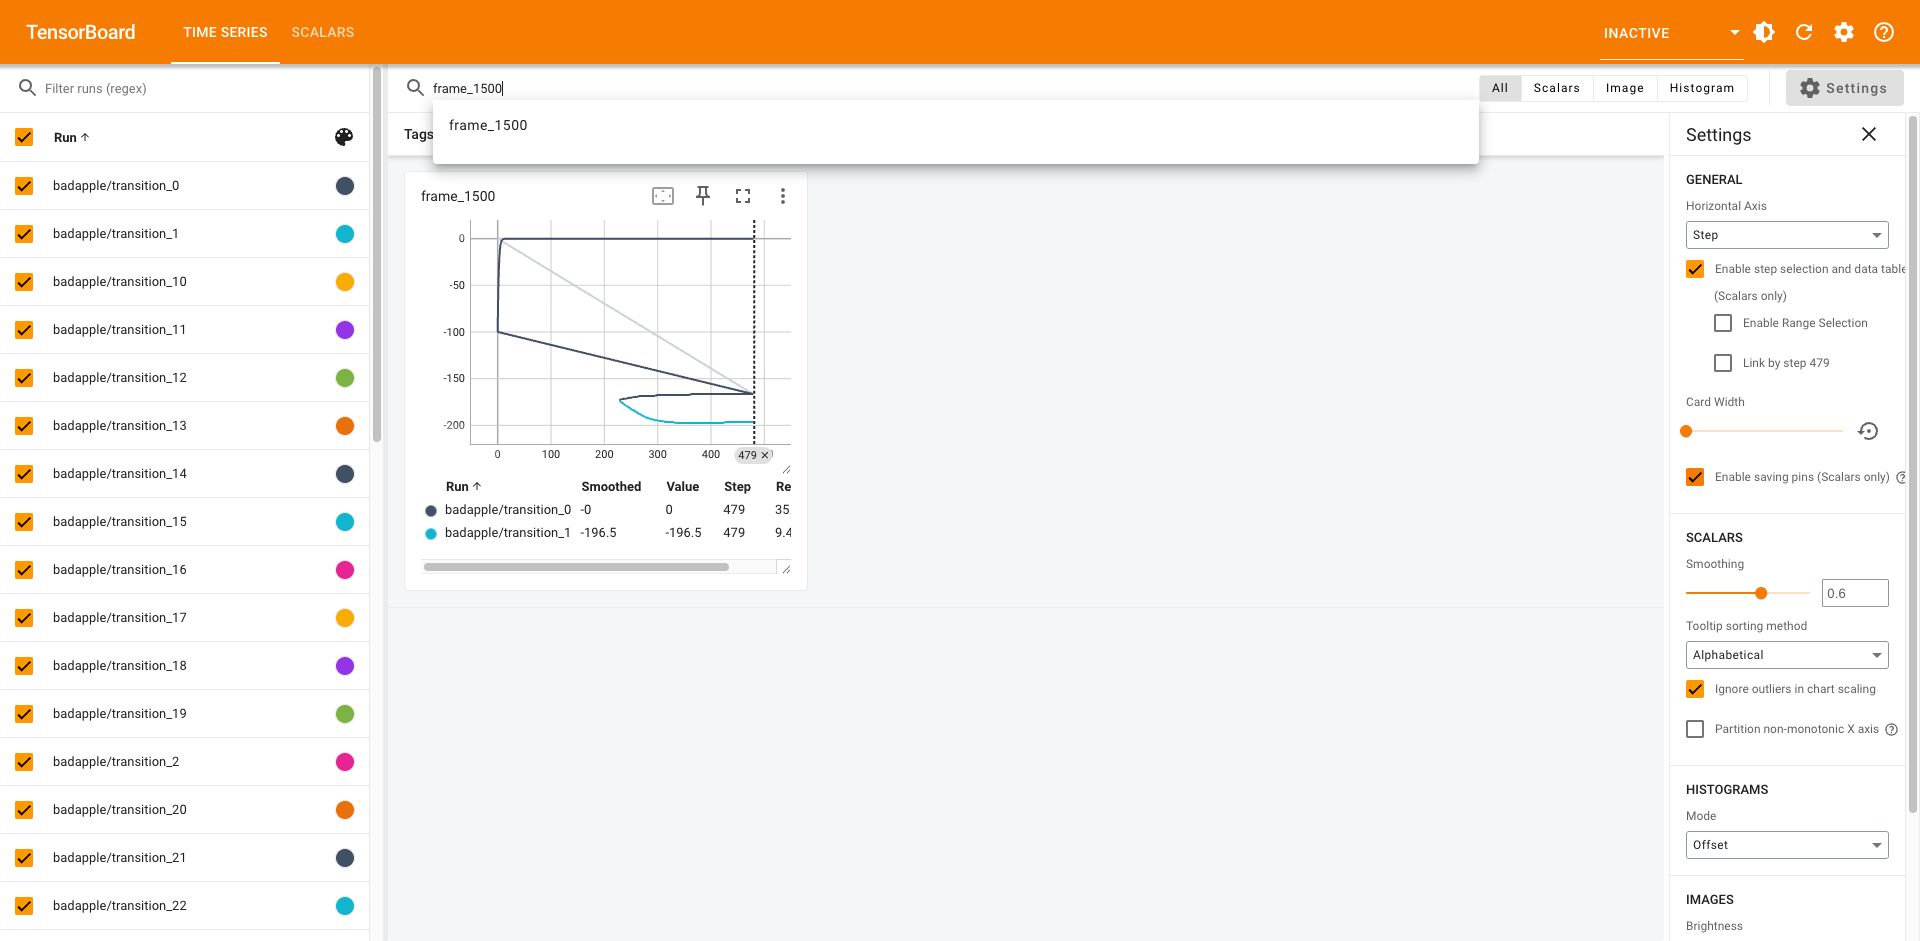 TensorBoard
TIME SERIES
SCALARS
INACTIVE
Filter runs (regex)
Run
badapple/transition_0
badapple/transition_1
badapple/transition_10
badapple/transition_11
badapple/transition_12
badapple/transition_13
badapple/transition_14
badapple/transition_15
badapple/transition_16
badapple/transition_17
badapple/transition_18
badapple/transition_19
badapple/transition_2
badapple/transition_20
badapple/transition_21
badapple/transition_22
frame_1500
All Scalars Image Histogram
Settings
frame_1500
Tags
frame_1500
0
-50
-100
-150
-200
0 100 200 300 400 479
Run Smoothed Value Step Re
badapple/transition_0 -0 0 479 35.
badapple/transition_1 -196.5 -196.5 479 9.4
Settings
GENERAL
Horizontal Axis
Step
Enable step selection and data table
(Scalars only)
Enable Range Selection
Link by step 479
Card Width
Enable saving pins (Scalars only)
SCALARS
Smoothing
0.6
Tooltip sorting method
Alphabetical
Ignore outliers in chart scaling
Partition non-monotonic X axis
HISTOGRAMS
Mode
Offset
IMAGES
Brightness